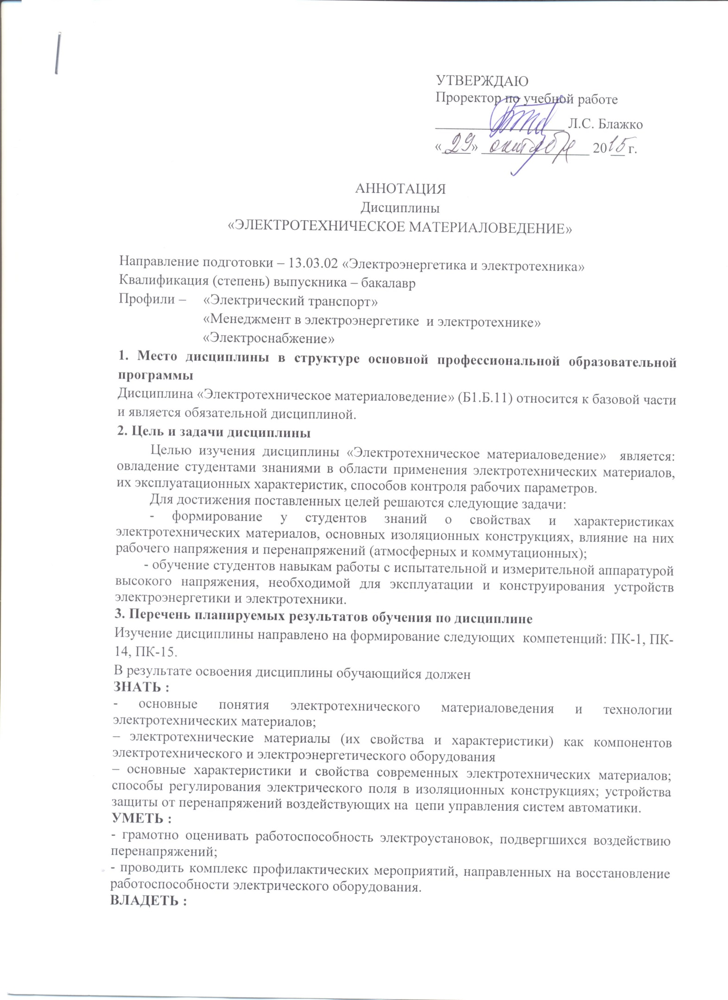 УТВЕРЖДАЮ
Проректор по учебной работе
____________________ Л.С. Блажко
«29» октября 2015 г.
АННОТАЦИЯ
Дисциплины
«ЭЛЕКТРОТЕХНИЧЕСКОЕ МАТЕРИАЛОВЕДЕНИЕ»
Направление подготовки – 13.03.02 «Электроэнергетика и электротехника»
Квалификация (степень) выпускника – бакалавр
Профили – «Электрический транспорт»
«Менеджмент в электроэнергетике и электротехнике»
«Электроснабжение»
1. Место дисциплины в структуре основной профессиональной образовательной
программы
Дисциплина «Электротехническое материаловедение» (Б1.Б.11) относится к базовой части
и является обязательной дисциплиной.
2. Цель и задачи дисциплины
Целью изучения дисциплины «Электротехническое материаловедение» является:
овладение студентами знаниями в области применения электротехнических материалов,
их эксплуатационных характеристик, способов контроля рабочих параметров.
Для достижения поставленных целей решаются следующие задачи:
- формирование у студентов знаний о свойствах и характеристиках
электротехнических материалов, основных изоляционных конструкциях, влияние на них
рабочего напряжения и перенапряжений (атмосферных и коммутационных);
- обучение студентов навыкам работы с испытательной и измерительной аппаратурой
высокого напряжения, необходимой для эксплуатации и конструирования устройств
электроэнергетики и электротехники.
3. Перечень планируемых результатов обучения по дисциплине
Изучение дисциплины направлено на формирование следующих компетенций: ПК-1, ПК-
14, ПК-15.
В результате освоения дисциплины обучающийся должен
ЗНАТЬ :
- основные понятия электротехнического материаловедения и технологии
электротехнических материалов;
– электротехнические материалы (их свойства и характеристики) как компонентов
электротехнического и электроэнергетического оборудования
– основные характеристики и свойства современных электротехнических материалов;
способы регулирования электрического поля в изоляционных конструкциях; устройства
защиты от перенапряжений воздействующих на цепи управления систем автоматики.
УМЕТЬ :
- грамотно оценивать работоспособность электроустановок, подвергшихся воздействию
перенапряжений;
- проводить комплекс профилактических мероприятий, направленных на восстановление
работоспособности электрического оборудования.
ВЛАДЕТЬ :